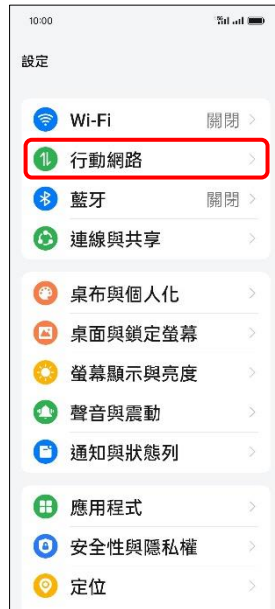 10:00
設定
Wi-Fi 關閉
行動網路
藍牙 關閉
連線與共享
桌布與個人化
桌面與鎖定螢幕
螢幕顯示與亮度
聲音與震動
通知與狀態列
應用程式
安全性與隱私權
定位